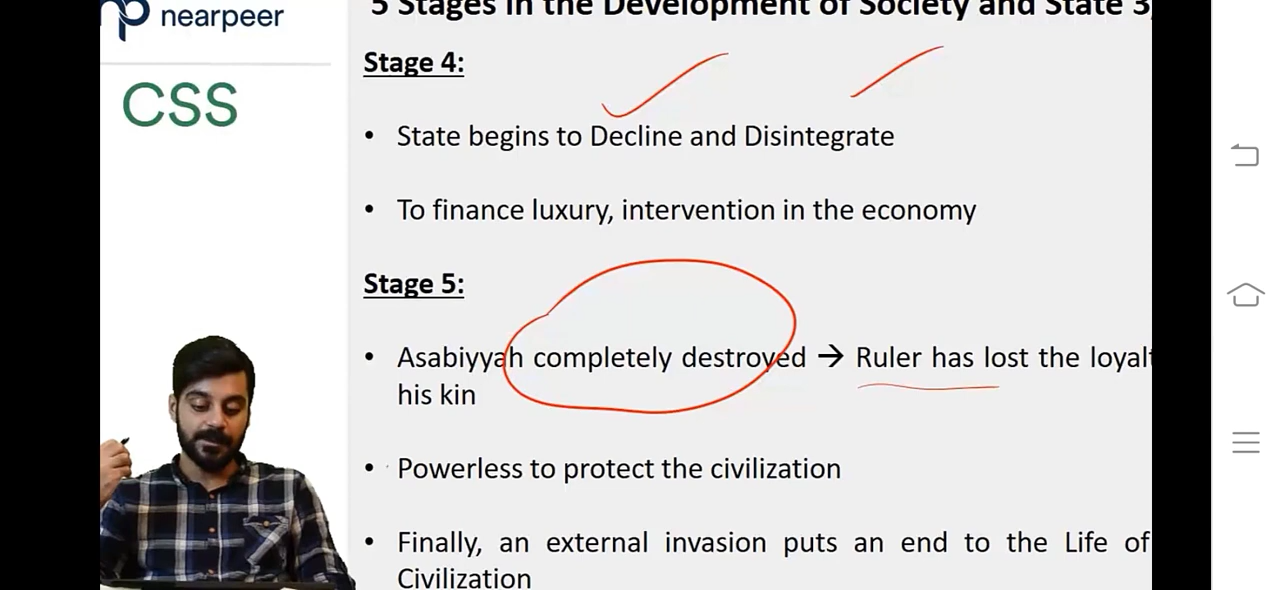 nearpeer
CSS
5 Stages in the Development of Society and State 3
Stage 4:
• State begins to Decline and Disintegrate
• To finance luxury, intervention in the economy
Stage 5:
• Asabiyyah completely destroyed → Ruler has lost the
his kin
• Powerless to protect the civilization
• Finally, an external invasion puts an end to the Life of
Civilization